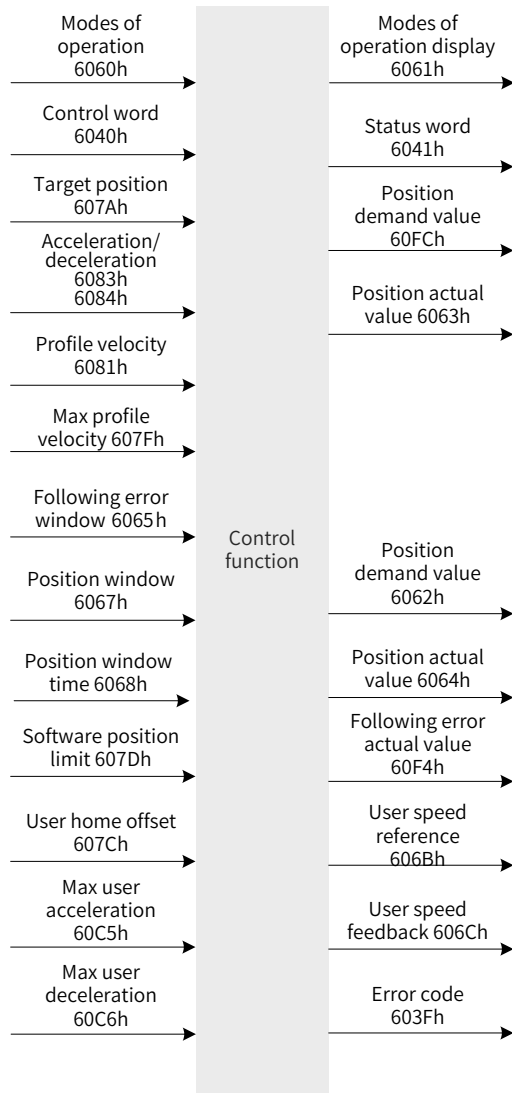 Modes of
operation
6060h
Control word
6040h
Target position
607Ah
Acceleration/
deceleration
6083h
6084h
Profile velocity
6081h
Max profile
velocity 607Fh
Following error
window 6065h
Position window
6067h
Position window
time 6068h
Software position
limit 607Dh
User home offset
607Ch
Max user
acceleration
60C5h
Max user
deceleration
60C6h
Control
function
Modes of
operation display
6061h
Status word
6041h
Position
demand value
60FCh
Position actual
value 6063h
Position
demand value
6062h
Position actual
value 6064h
Following error
actual value
60F4h
User speed
reference
606Bh
User speed
feedback 606Ch
Error code
603Fh